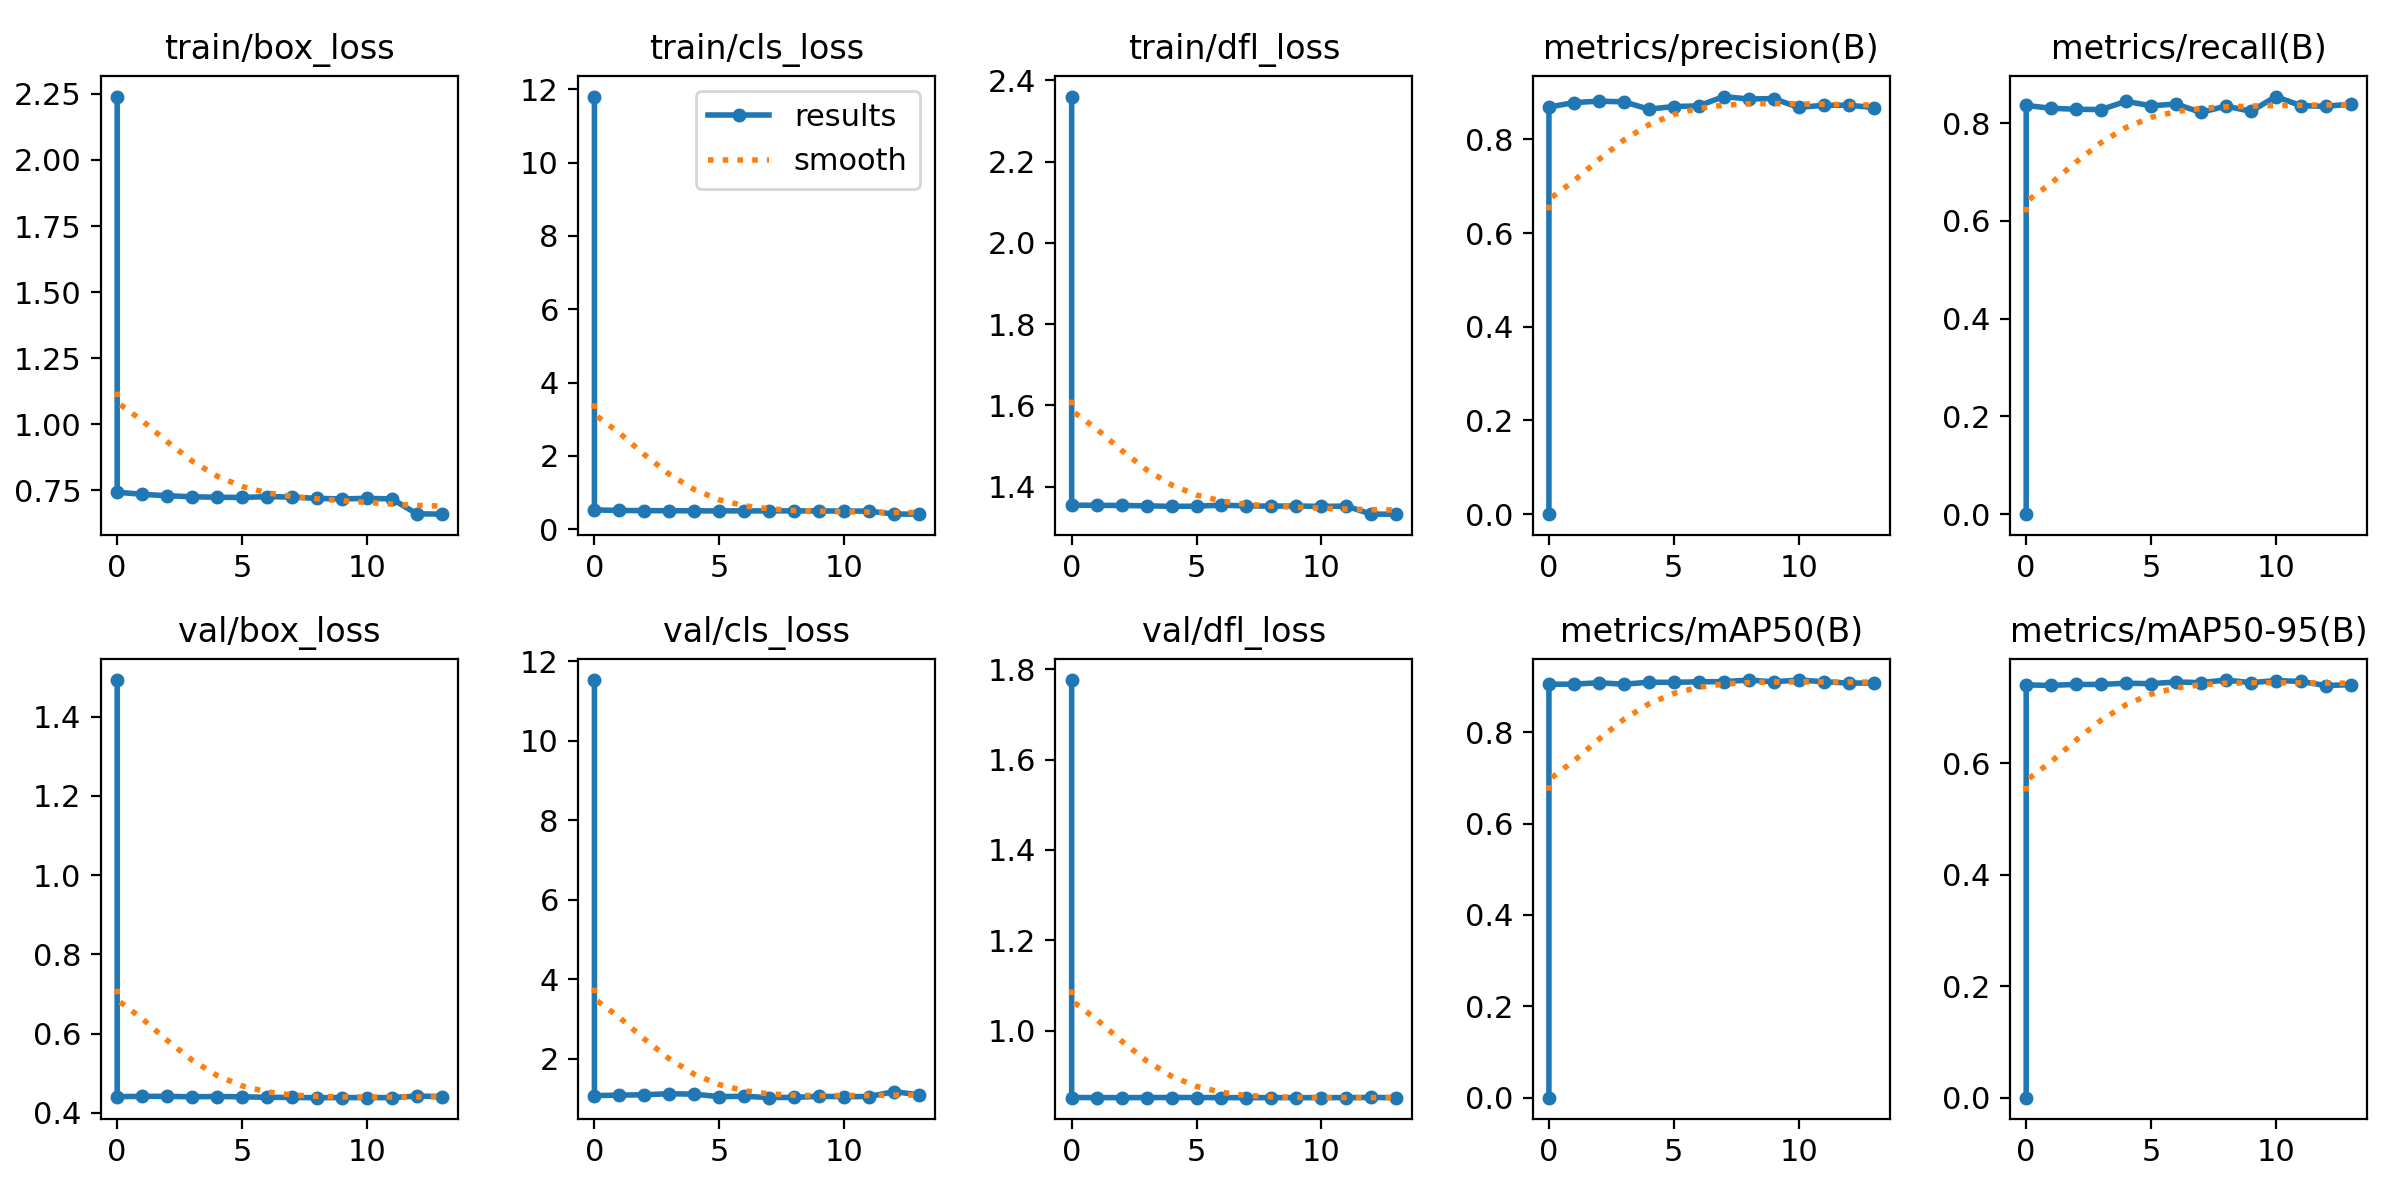 train/box_loss
2.25
2.00
1.75
1.50
1.25
1.00
0.75
0 5 10
train/cls_loss
results
smooth
12
10
8
6
4
2
0
0 5 10
train/dfl_loss
2.4
2.2
2.0
1.8
1.6
1.4
0 5 10
metrics/precision(B)
0.8
0.6
0.4
0.2
0.0
0 5 10
metrics/recall(B)
0.8
0.6
0.4
0.2
0.0
0 5 10
val/box_loss
1.4
1.2
1.0
0.8
0.6
0.4
0 5 10
val/cls_loss
12
10
8
6
4
2
0 5 10
val/dfl_loss
1.8
1.6
1.4
1.2
1.0
0 5 10
metrics/mAP50(B)
0.8
0.6
0.4
0.2
0.0
0 5 10
metrics/mAP50-95(B)
0.6
0.4
0.2
0.0
0 5 10